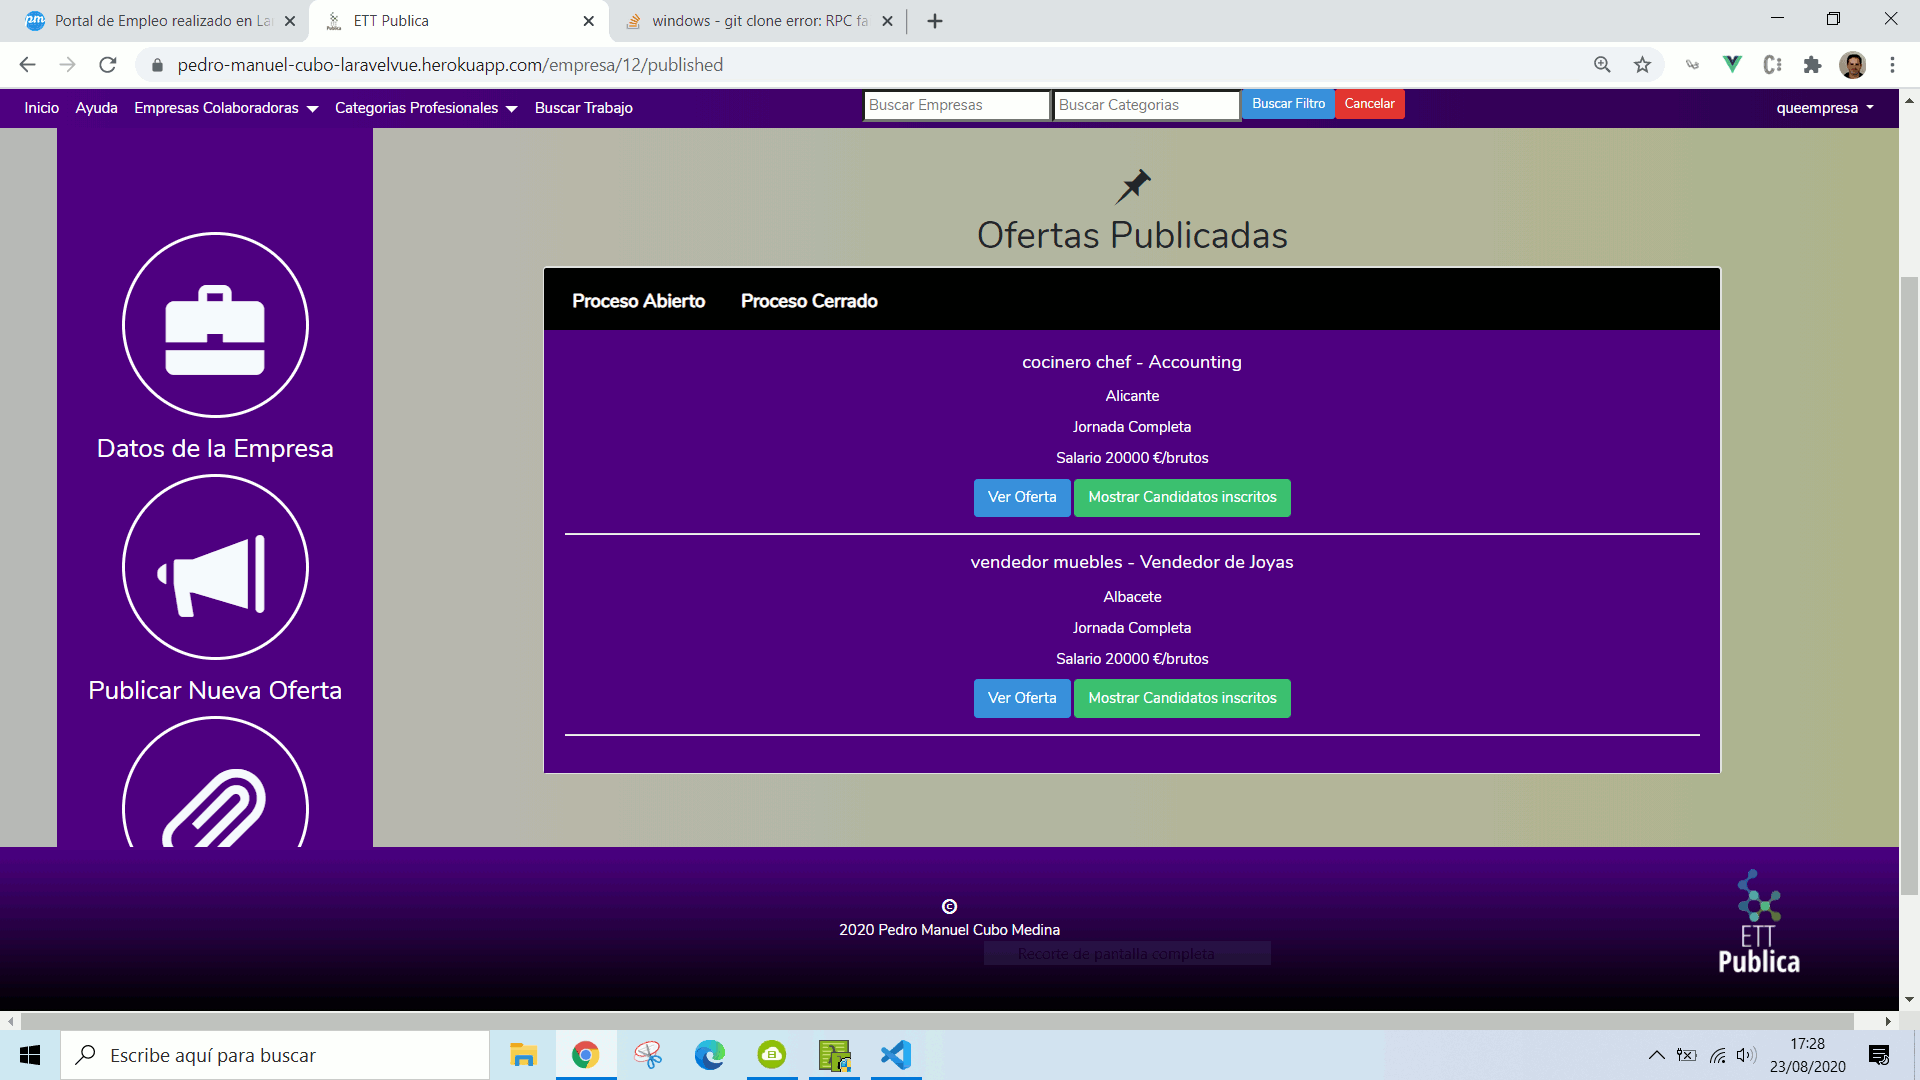 Portal de Empleo realizado en La
ETT Publica
windows - git clone error: RPC fa
pedro-manuel-cubo-laravelvue.herokuapp.com/empresa/12/published
Inicio Ayuda Empresas Colaboradoras Categorias Profesionales Buscar Trabajo
Buscar Empresas Buscar Categorias Buscar Filtro Cancelar
queempresa
Ofertas Publicadas
Proceso Abierto Proceso Cerrado
cocinero chef - Accounting
Alicante
Jornada Completa
Salario 20000 €/brutos
Ver Oferta Mostrar Candidatos inscritos
vendedor muebles - Vendedor de Joyas
Albacete
Jornada Completa
Salario 20000 €/brutos
Ver Oferta Mostrar Candidatos inscritos
Datos de la Empresa
Publicar Nueva Oferta
©
2020 Pedro Manuel Cubo Medina
Recorte de pantalla completa
ETT
Publica
Escribe aquí para buscar
17:28
23/08/2020